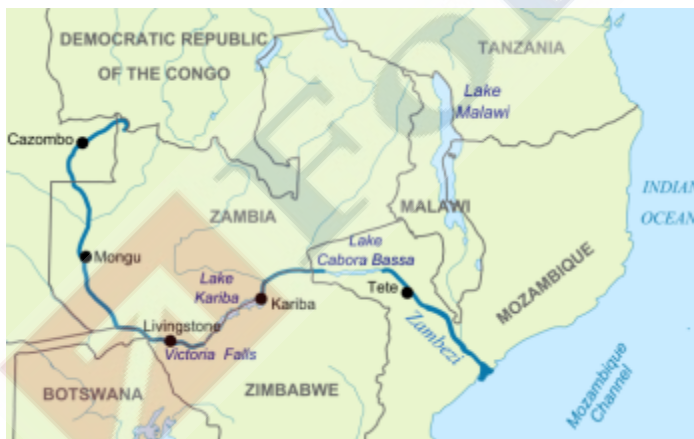 DEMOCRATIC REPUBLIC
OF THE CONGO
TANZANIA
Lake
Malawi
Cazombo
INDIAN
OCEAN
ZAMBIA
MALAWI
Mongu
Lake
Cabora Bassa
Lake
Kariba
Kariba
Tete
MOZAMBIQUE
Livingstone
Victoria Falls
Zambezi
BOTSWANA
ZIMBABWE
Mozambique
Channel